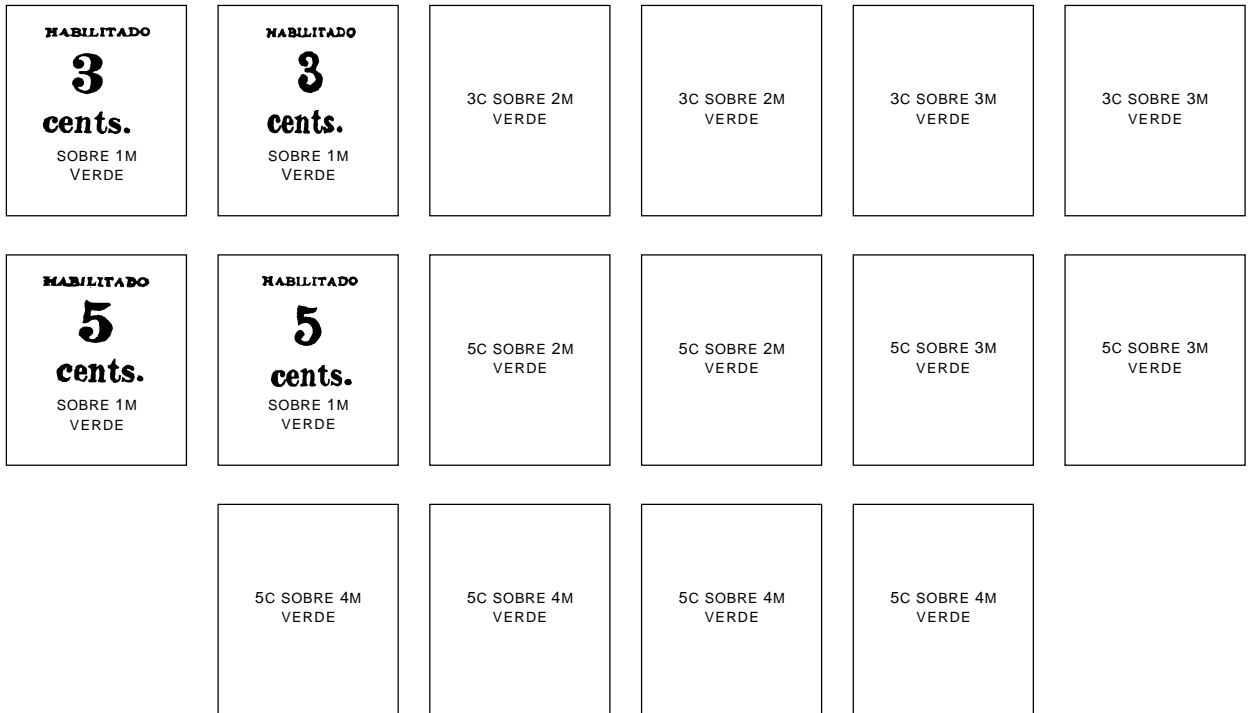 HABILITADO
3
cents.
SOBRE 1M
VERDE
HABILITADO
3
cents.
SOBRE 1M
VERDE
3C SOBRE 2M
VERDE
3C SOBRE 2M
VERDE
3C SOBRE 3M
VERDE
3C SOBRE 3M
VERDE
HABILITADO
5
cents.
SOBRE 1M
VERDE
HABILITADO
5
cents.
SOBRE 1M
VERDE
5C SOBRE 2M
VERDE
5C SOBRE 2M
VERDE
5C SOBRE 3M
VERDE
5C SOBRE 3M
VERDE
5C SOBRE 4M
VERDE
5C SOBRE 4M
VERDE
5C SOBRE 4M
VERDE
5C SOBRE 4M
VERDE